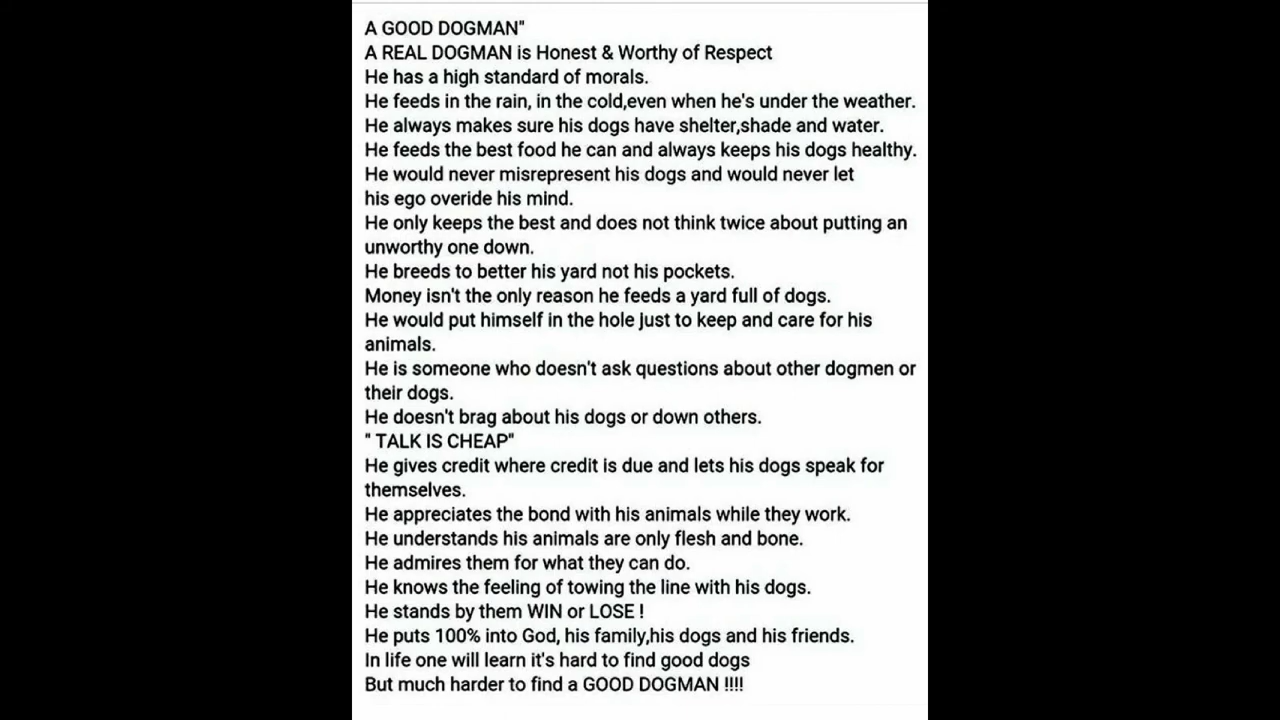 A GOOD DOGMAN"
A REAL DOGMAN is Honest & Worthy of Respect
He has a high standard of morals.
He feeds in the rain, in the cold,even when he's under the weather.
He always makes sure his dogs have shelter,shade and water.
He feeds the best food he can and always keeps his dogs healthy.
He would never misrepresent his dogs and would never let
his ego overide his mind.
He only keeps the best and does not think twice about putting an
unworthy one down.
He breeds to better his yard not his pockets.
Money isn't the only reason he feeds a yard full of dogs.
He would put himself in the hole just to keep and care for his
animals.
He is someone who doesn't ask questions about other dogmen or
their dogs.
He doesn't brag about his dogs or down others.
" TALK IS CHEAP"
He gives credit where credit is due and lets his dogs speak for
themselves.
He appreciates the bond with his animals while they work.
He understands his animals are only flesh and bone.
He admires them for what they can do.
He knows the feeling of towing the line with his dogs.
He stands by them WIN or LOSE !
He puts 100% into God, his family,his dogs and his friends.
In life one will learn it's hard to find good dogs
But much harder to find a GOOD DOGMAN !!!!